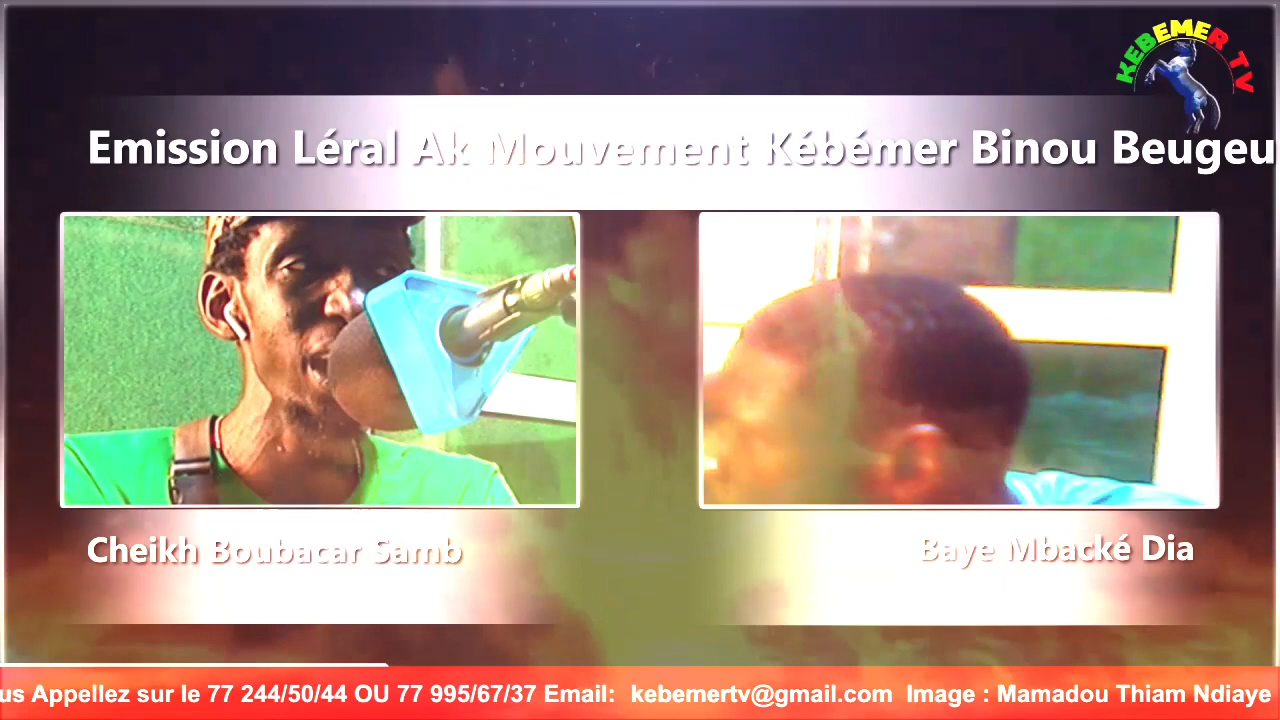 KEBEMER TV
Emission Léral Ak Mouvement Kébémer Binou Beugeu
Cheikh Boubacar Samb
Baye Mbacké Dia
us Appellez sur le 77 244/50/44 OU 77 995/67/37 Email: kebemertv@gmail.com Image : Mamadou Thiam Ndiaye